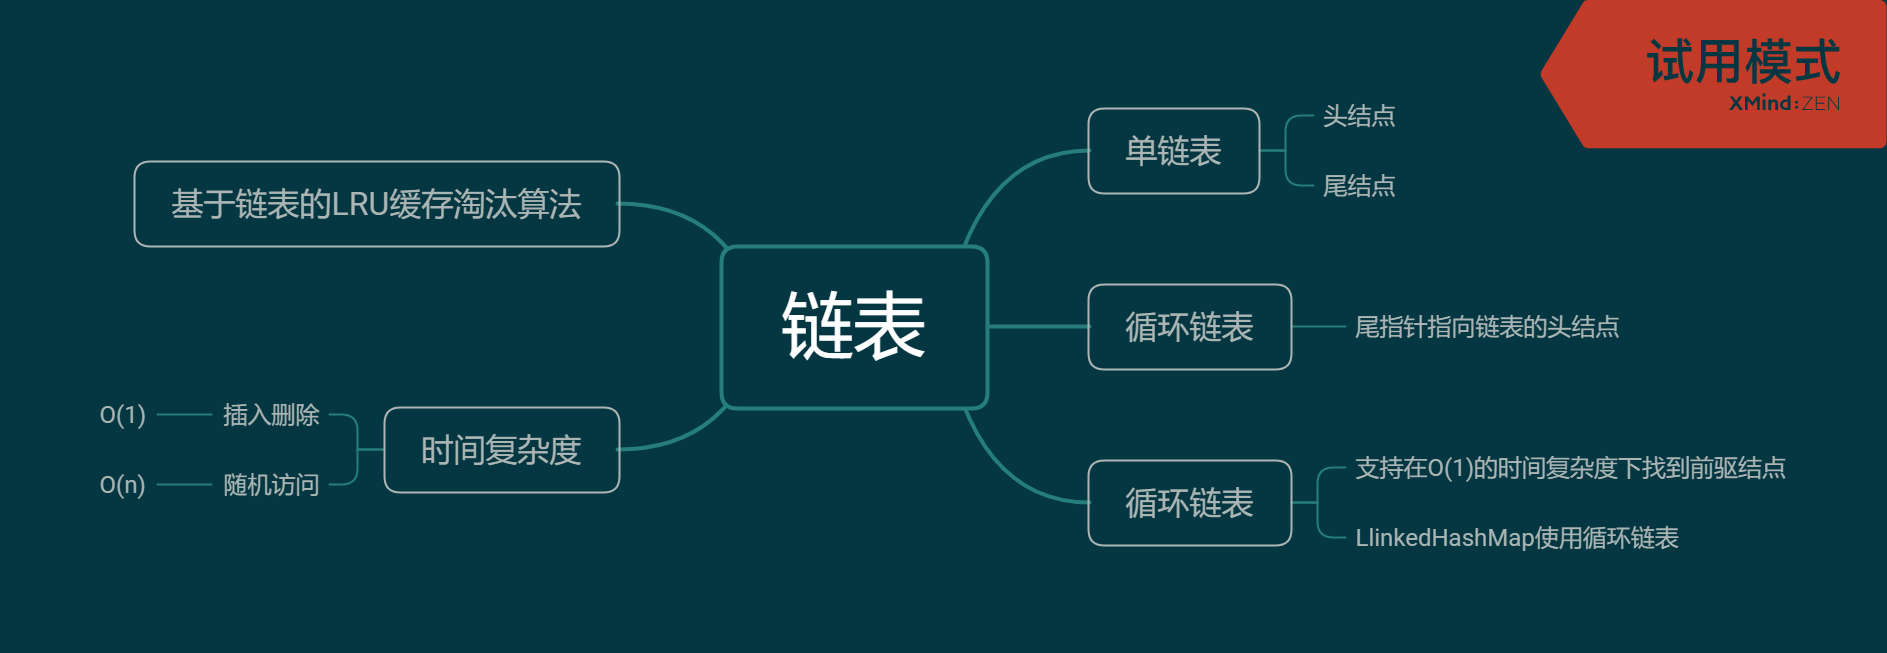 试用模式
XMind:ZEN
链表
单链表
头结点
尾结点
循环链表
尾指针指向链表的头结点
循环链表
支持在O(1)的时间复杂度下找到前驱结点
LlinkedHashMap使用循环链表
基于链表的LRU缓存淘汰算法
时间复杂度
插入删除
O(1)
随机访问
O(n)